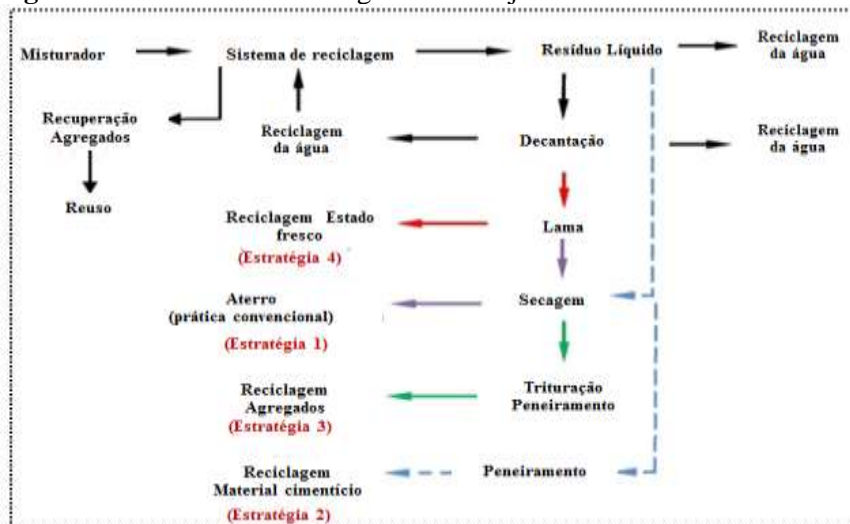 Misturador
Sistema de reciclagem
Resíduo Líquido
Reciclagem
da água
Recuperação
Agregados
Reciclagem
da água
Decantação
Reciclagem
da água
Reuso
Reciclagem Estado
fresco
(Estratégia 4)
Lama
Aterro
(prática convencional)
(Estratégia 1)
Secagem
Reciclagem
Agregados
(Estratégia 3)
Trituração
Peneiramento
Reciclagem
Material cimentício
(Estratégia 2)
Peneiramento